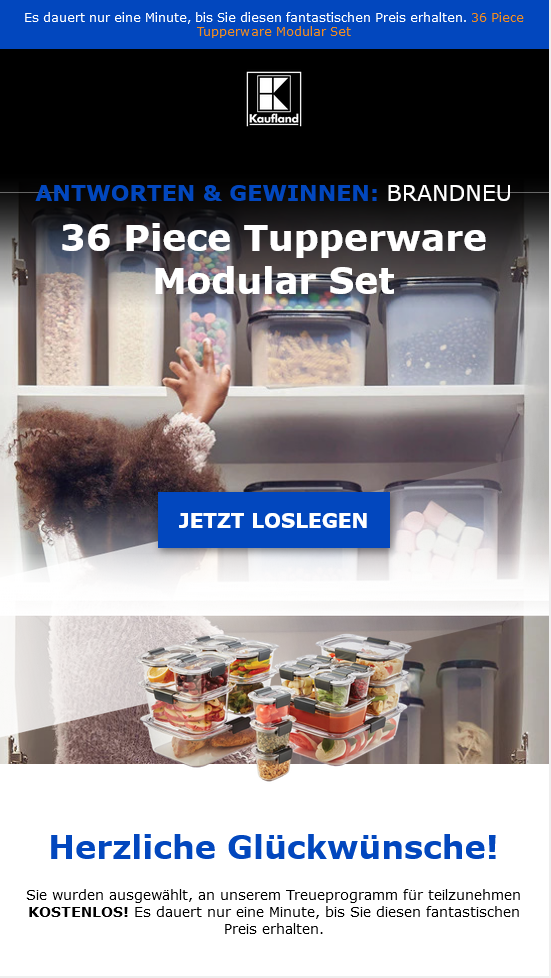 Es dauert nur eine Minute, bis Sie diesen fantastischen Preis erhalten. 36 Piece
Tupperware Modular Set
Kaufland
ANTWORTEN & GEWINNEN: BRANDNEU
36 Piece Tupperware
Modular Set
JETZT LOSLEGEN
Herzliche Glückwünsche!
Sie wurden ausgewählt, an unserem Treueprogramm für teilzunehmen
KOSTENLOS! Es dauert nur eine Minute, bis Sie diesen fantastischen
Preis erhalten.